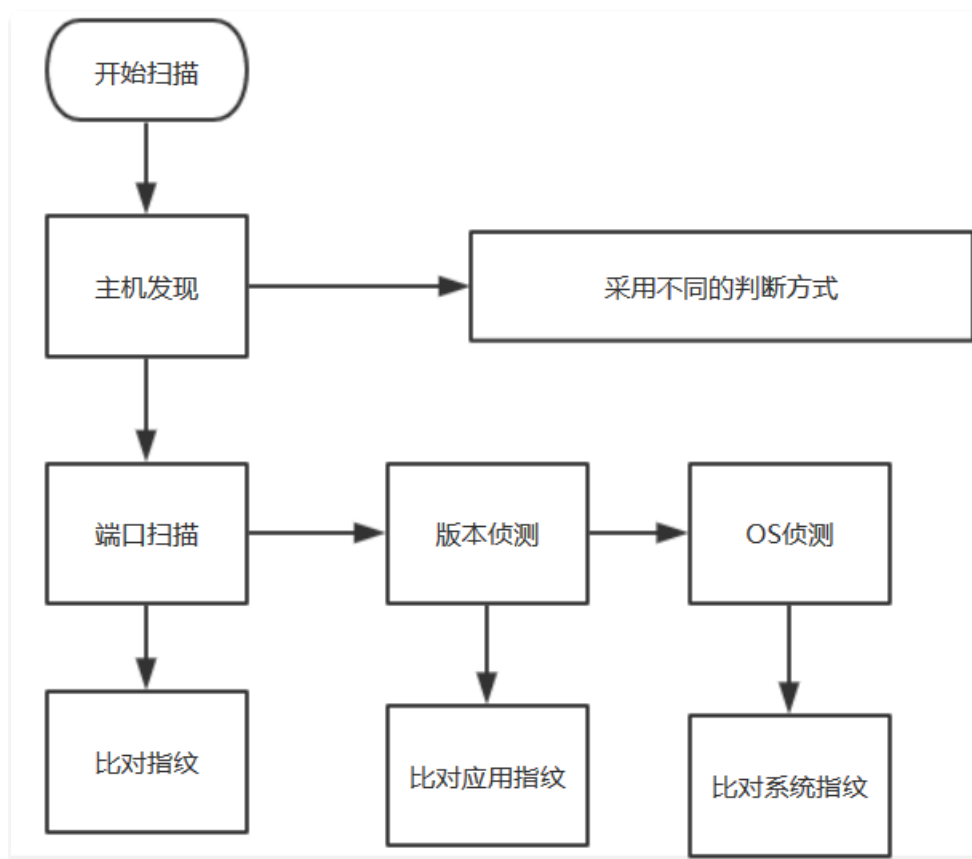 开始扫描
主机发现
采用不同的判断方式
端口扫描
版本侦测
OS侦测
比对指纹
比对应用指纹
比对系统指纹